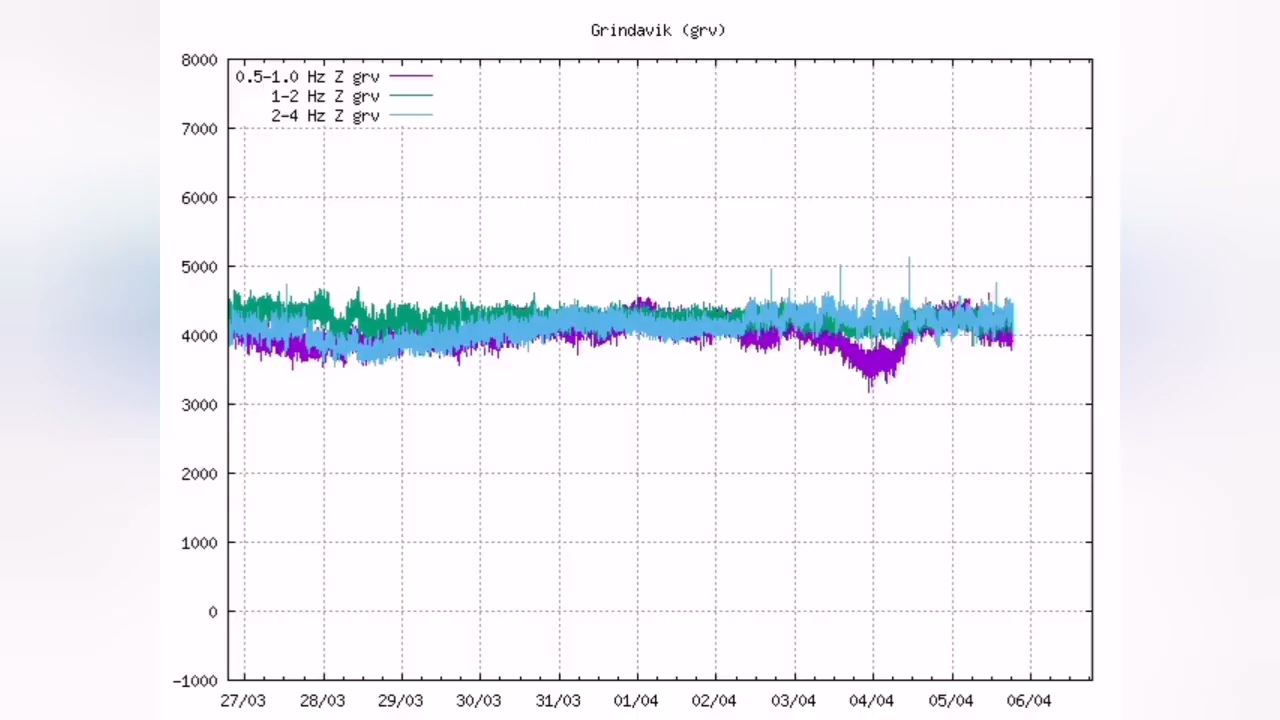 Grindavik (grv)
8000
0.5-1.0 Hz Z grv
1-2 Hz Z grv
2-4 Hz Z grv
7000
6000
5000
4000
3000
2000
1000
0
-1000
27/03 28/03 29/03 30/03 31/03 01/04 02/04 03/04 04/04 05/04 06/04